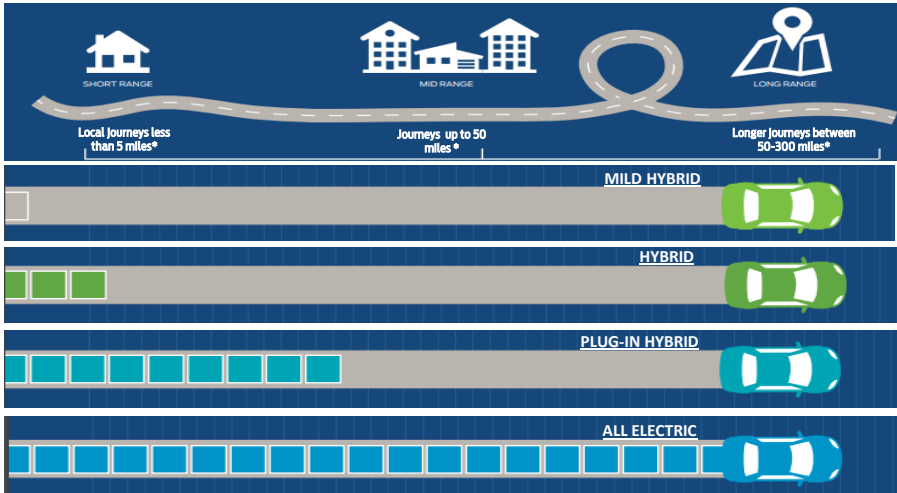 SHORT RANGE
MID RANGE
LONG RANGE
Local journeys less
than 5 miles*
Journeys up to 50
miles *
Longer journeys between
50-300 miles*
MILD HYBRID
HYBRID
PLUG-IN HYBRID
ALL ELECTRIC